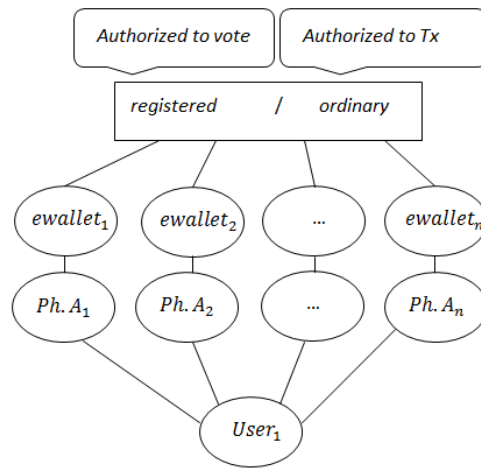 Authorized to vote
Authorized to Tx
registered / ordinary
ewallet₁ ewallet₂ ... ewalletₙ
Ph. A₁ Ph. A₂ ... Ph. Aₙ
User₁